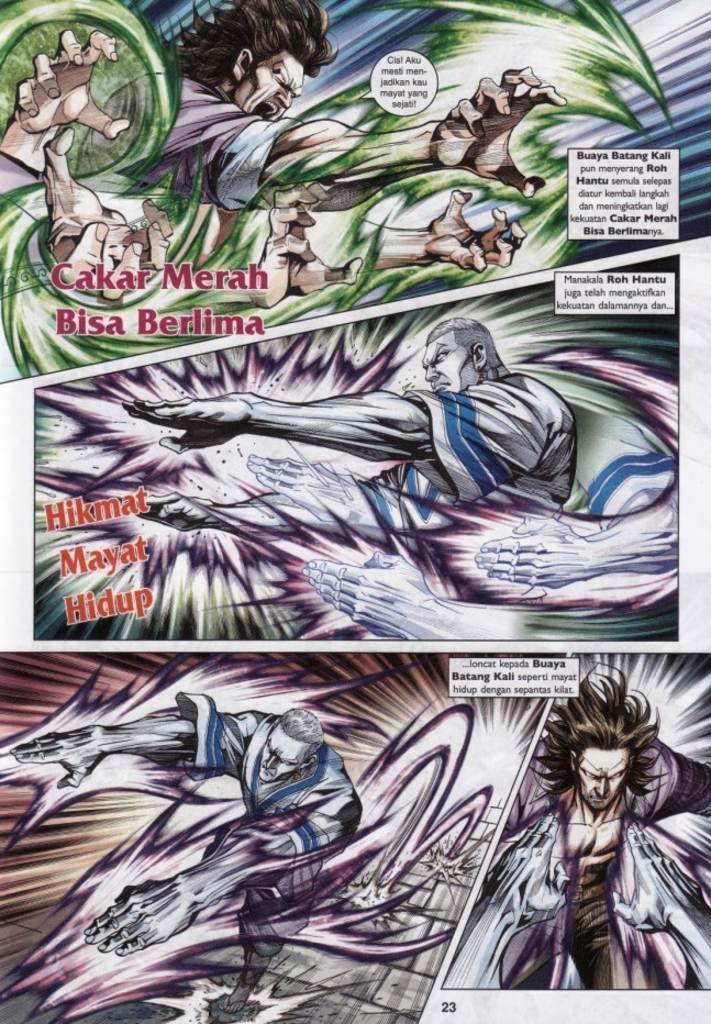 Cis! Aku
mesti men-
jadikan kau
mayat yang
sejati!
Buaya Batang Kali
pun menyerang Roh
Hantu semula selepas
diatur kembali langkah
dan meningkatkan lagi
kekuatan Cakar Merah
Bisa Berlimanya.
Cakar Merah
Bisa Berlima
Manakala Roh Hantu
juga telah mengaktifkan
kekuatan dalamannya dan...
Hikmat
Mayat
Hidup
...loncat kepada Buaya
Batang Kali seperti mayat
hidup dengan sepantas kilat.
23